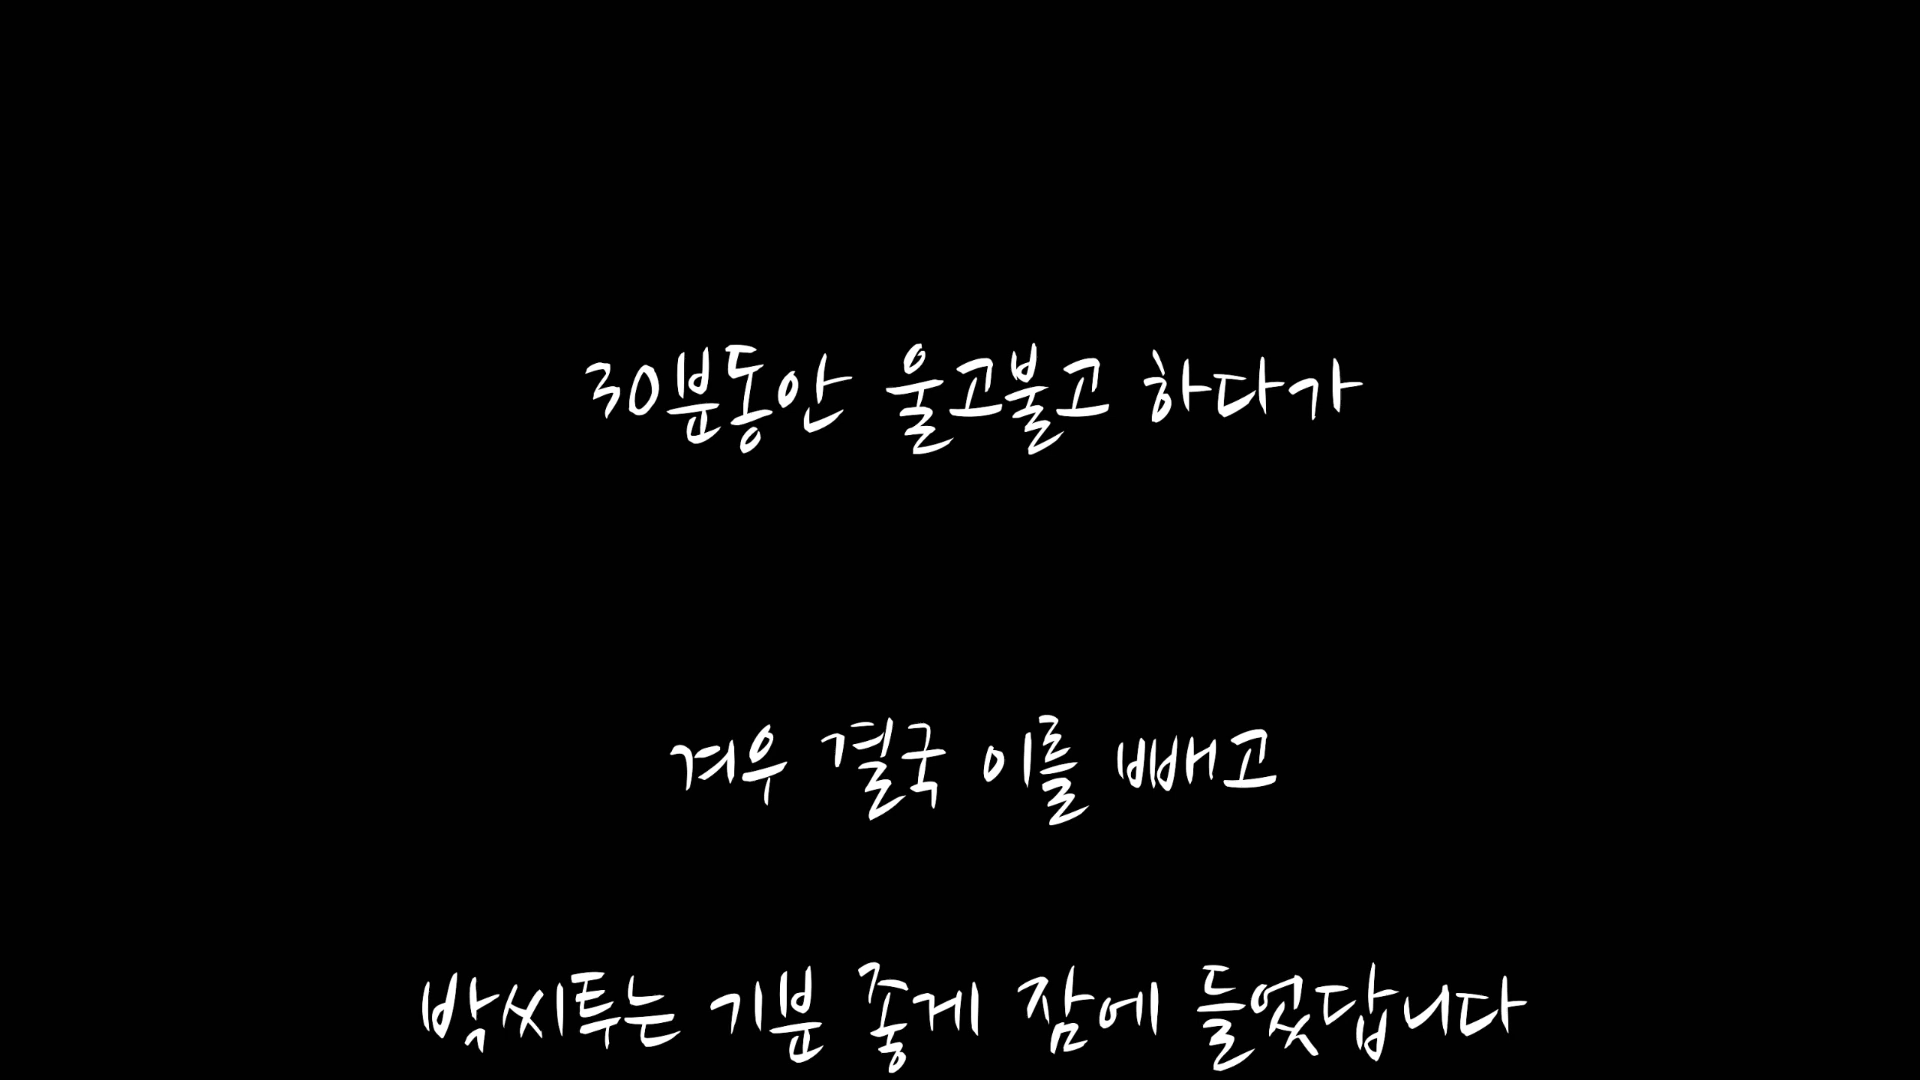 30분동안 울고불고 하다가
겨우 결국 이를 빼고
박씨투는 기분 좋게 잠에 들었답니다